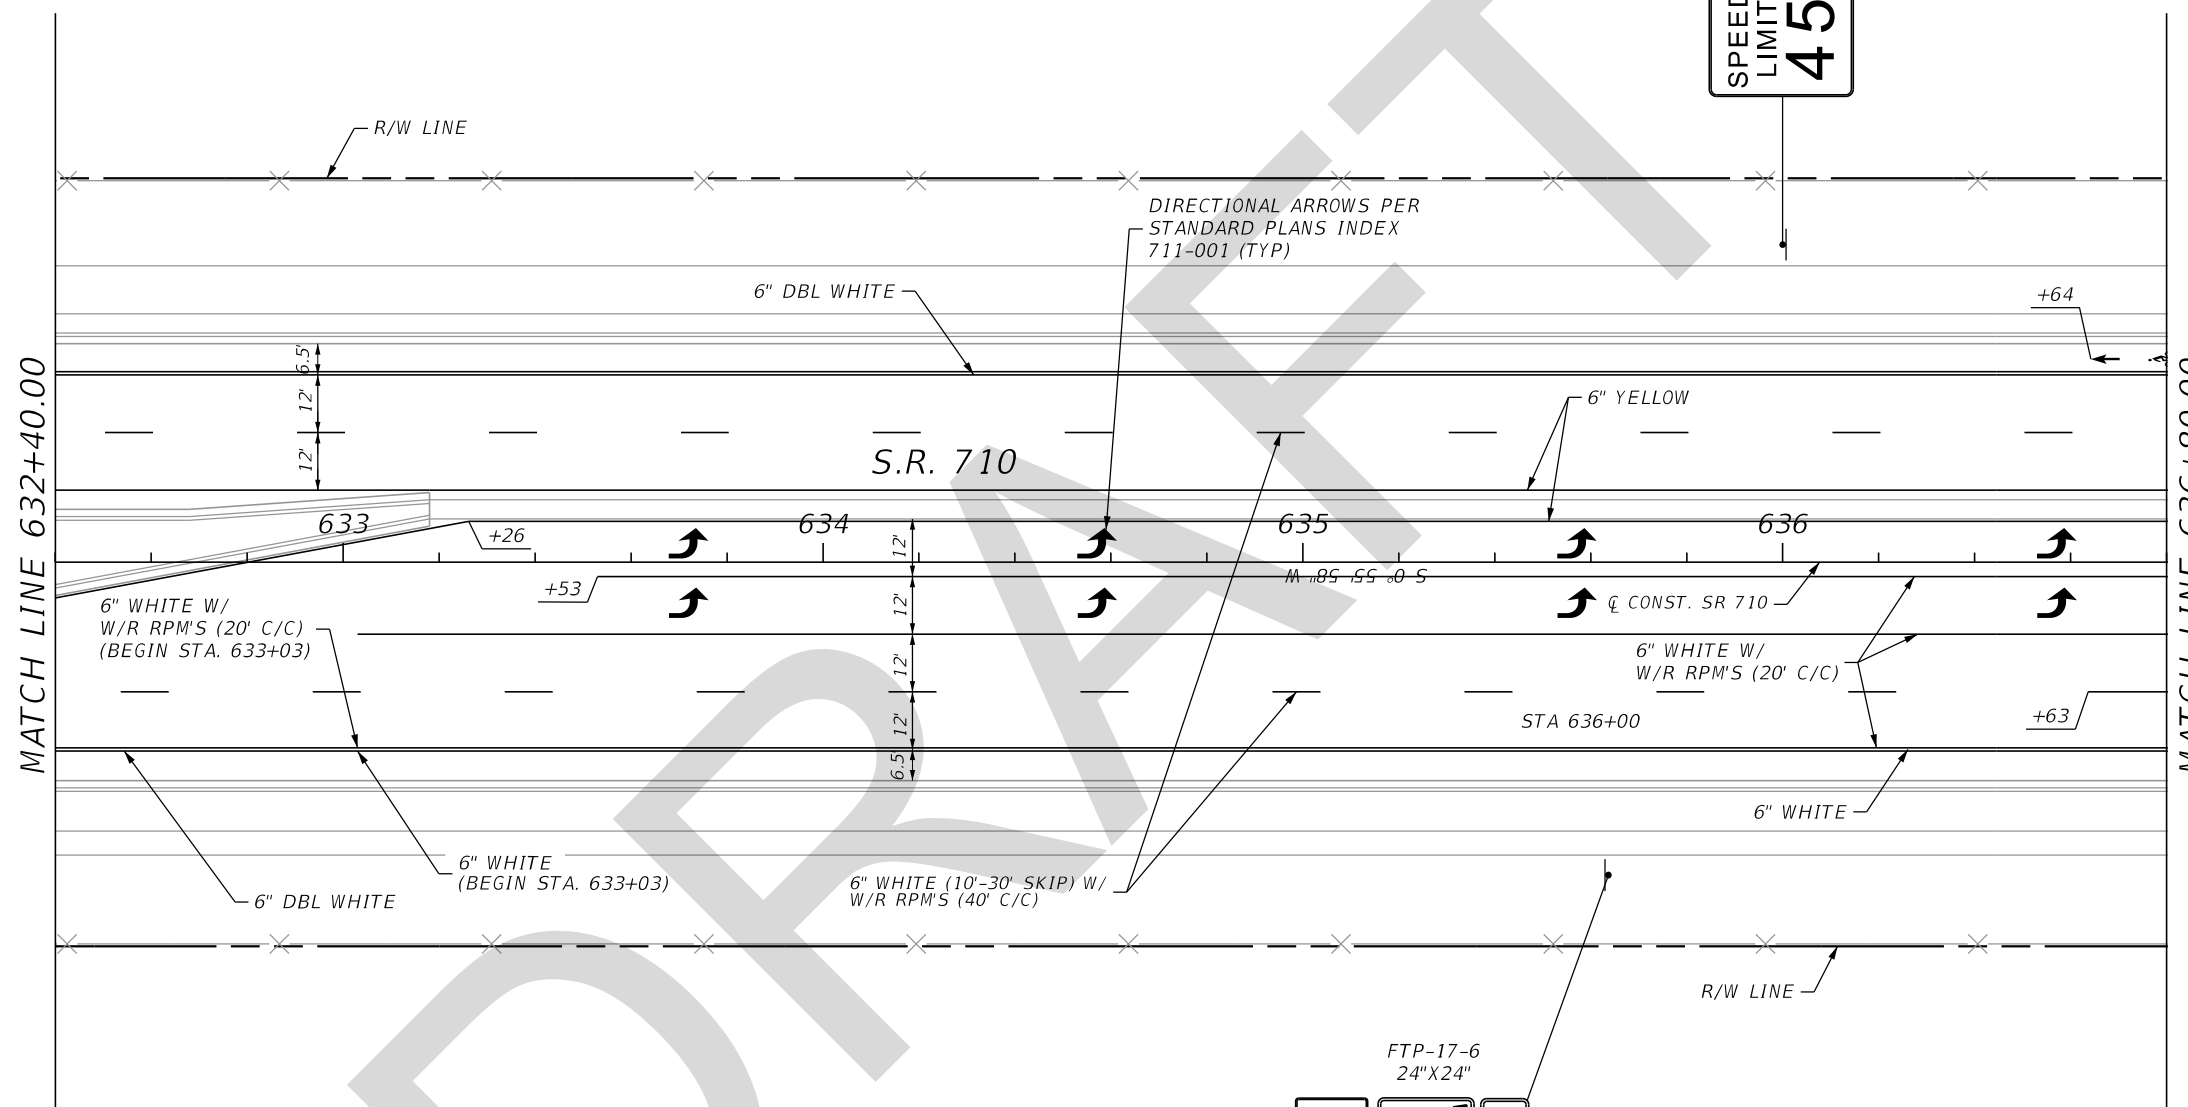 SPEED
LIMIT
45
R/W LINE
DIRECTIONAL ARROWS PER
STANDARD PLANS INDEX
711-001 (TYP)
6" DBL WHITE
+64
6.5'
12'
12'
6" YELLOW
S.R. 710
MATCH LINE 632+40.00
633
634
635
636
+26
12'
+53
S 0° 55' 58" W
6" WHITE W/
W/R RPM'S (20' C/C)
(BEGIN STA. 633+03)
12'
℄ CONST. SR 710
6" WHITE W/
W/R RPM'S (20' C/C)
12'
12'
STA 636+00
+63
6.5'
6" WHITE
6" WHITE
(BEGIN STA. 633+03)
6" DBL WHITE
6" WHITE (10'-30' SKIP) W/
W/R RPM'S (40' C/C)
R/W LINE
FTP-17-6
24"X24"
DRAFT